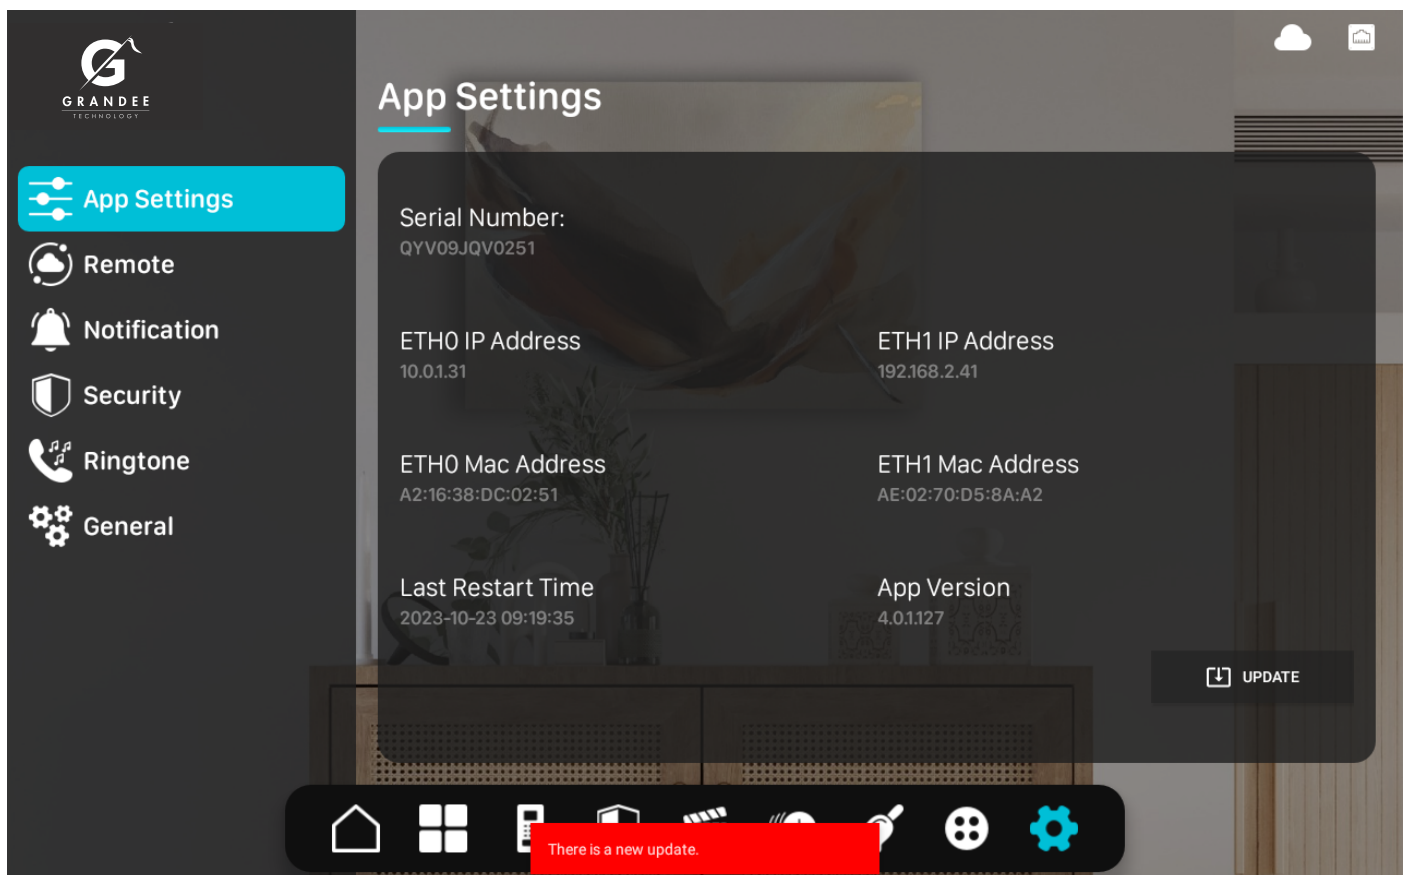 GRANDEE
TECHNOLOGY
App Settings
Remote
Notification
Security
Ringtone
General
App Settings
Serial Number:
QYV09JQV0251
ETH0 IP Address
10.0.1.31
ETH1 IP Address
192.168.2.41
ETH0 Mac Address
A2:16:38:DC:02:51
ETH1 Mac Address
AE:02:70:D5:8A:A2
Last Restart Time
2023-10-23 09:19:35
App Version
4.0.1.127
UPDATE
There is a new update.